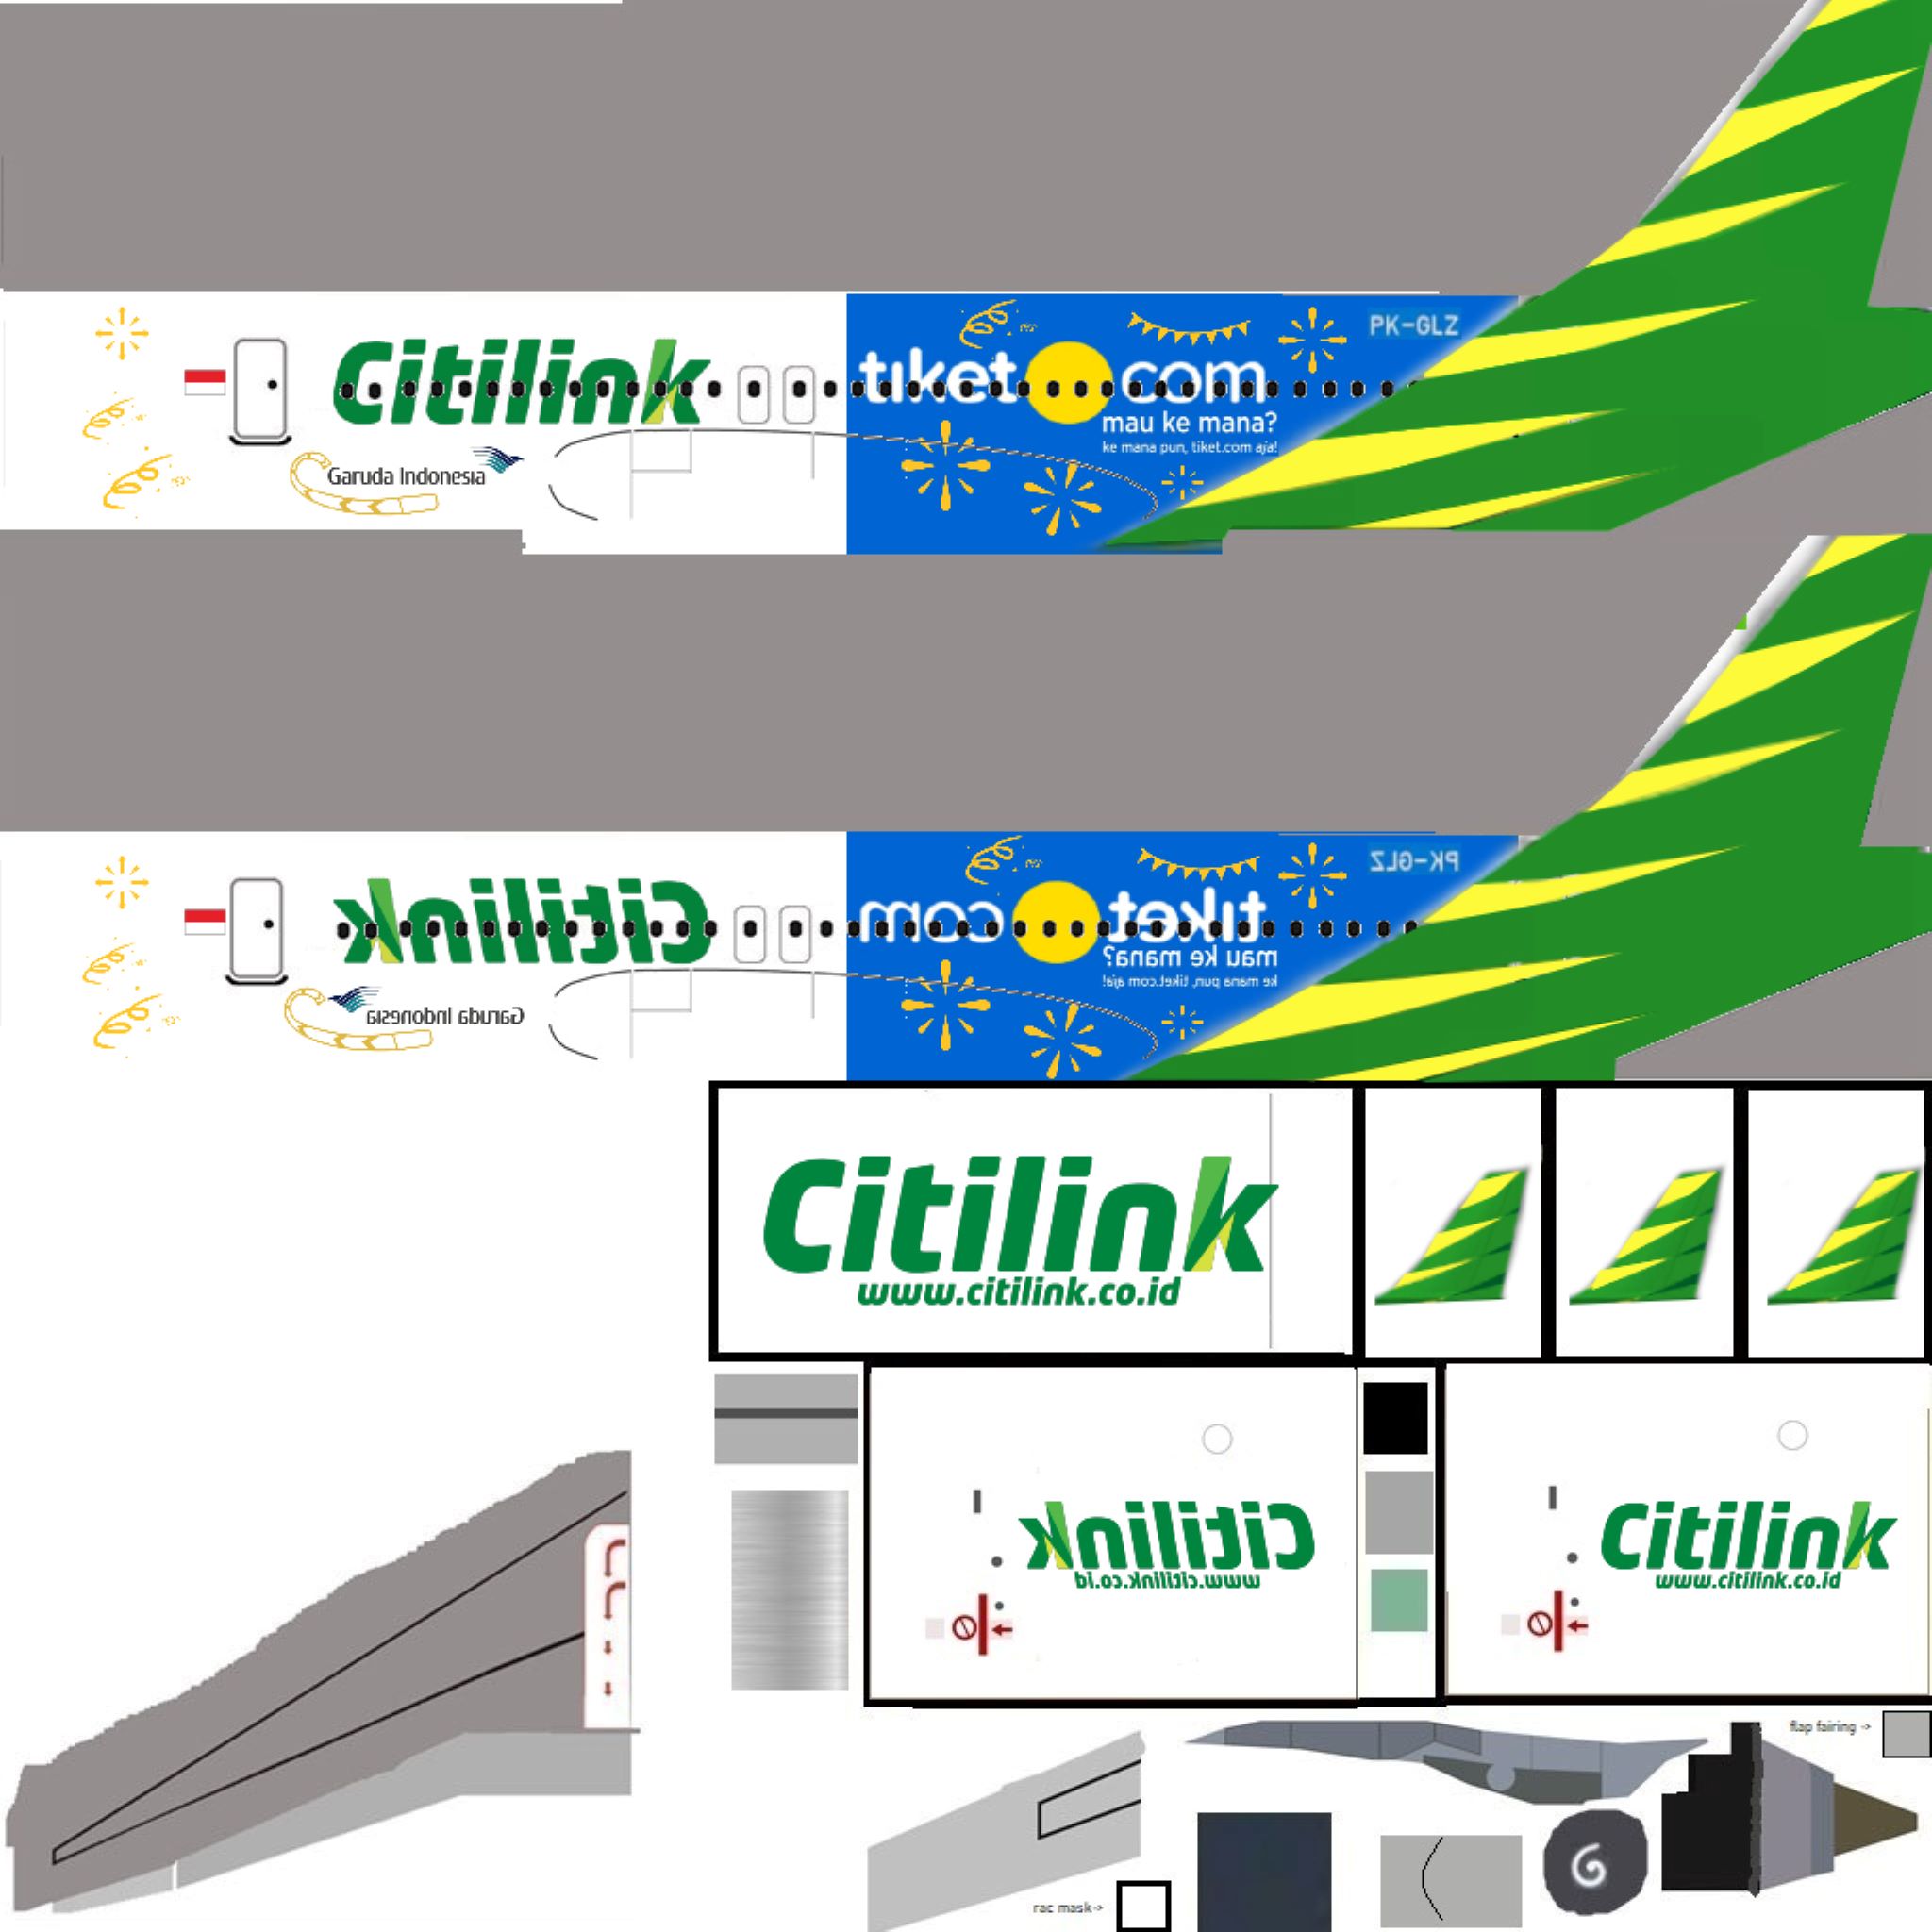 PK-GLZ
Citilink
tiket com
mau ke mana?
ke mana pun, tiket.com aja!
Garuda Indonesia
PK-GLZ
Citilink
tiket com
mau ke mana?
ke mana pun, tiket.com aja!
Garuda Indonesia
Citilink
www.citilink.co.id
Citilink
www.citilink.co.id
Citilink
www.citilink.co.id
flap fairing ->
rac mask->